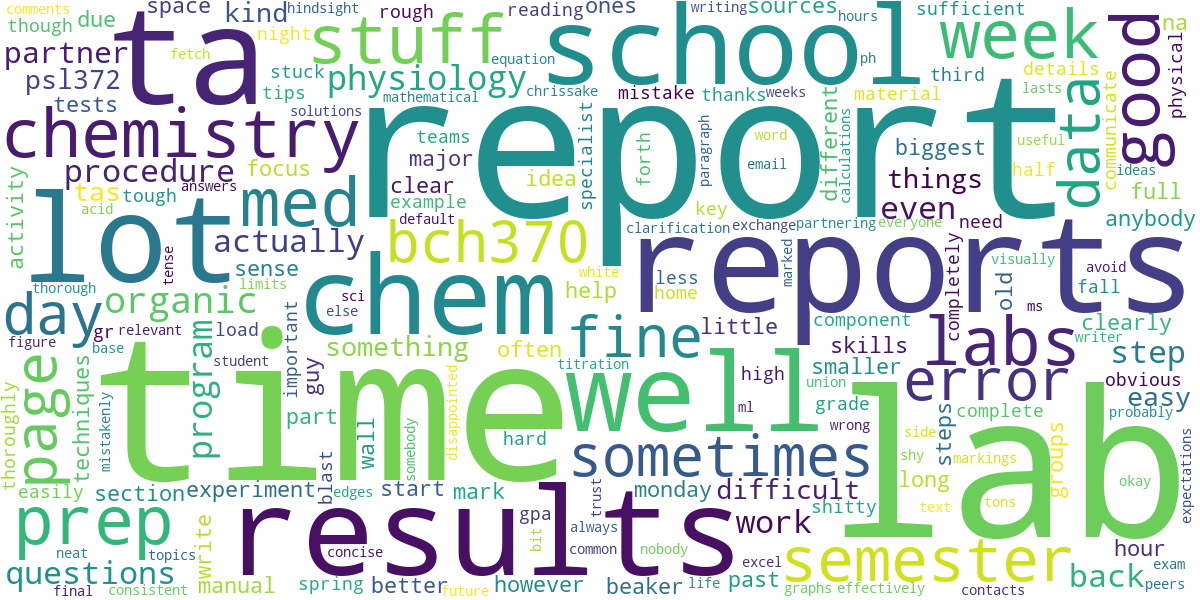 comments
though
due
space
kind
hindsight
rough
reading
ones
writing
sources
hours
sufficient
na
partner
ta
night
stuff
equation
school
ph
week
third
details
good
physical
psl372
fetch
stuck
physiology
chrissake
mistake
thanks
weeks
material
lasts
data
communicate
tests
tips
mathematical
solutions
report
teams
specialist
forth
paragraph
word
email
different
calculations
biggest
useful
half
ideas
chemistry
procedure
focus
major
idea
key
things
full
tas
tough
answers
clear
example
default
even
need
anybody
activity
acid
lot
med
bch370
clarification
exchange
partnering
everyone
actually
reports
marked
tense
sense
chem
white
less
home
help
completely
old
visually
avoid
fall
thorough
limits
organic
sci
else
ms
day
gr
relevant
load
important
fine
little
component
labs
clearly
writer
figure
base
program
student
guy
something
often
titration
well
high
skills
smaller
union
step
obvious
easy
probably
page
techniques
time
part
ml
error
thoroughly
mistakenly
wall
somebody
disappointed
hard
sometimes
grade
wrong
steps
complete
lab
side
shy
markings
groups
expectations
okay
easily
section
experiment
blast
edges
start
mark
trust
monday
difficult
long
text
tons
shitty
prep
results
gpa
bit
always
common
nobody
work
neat
topics
write
concise
excel
semester
hour
exam
questions
final
consistent
manual
spring
better
future
however
beaker
life
past
graphs
effectively
back
contacts
peers